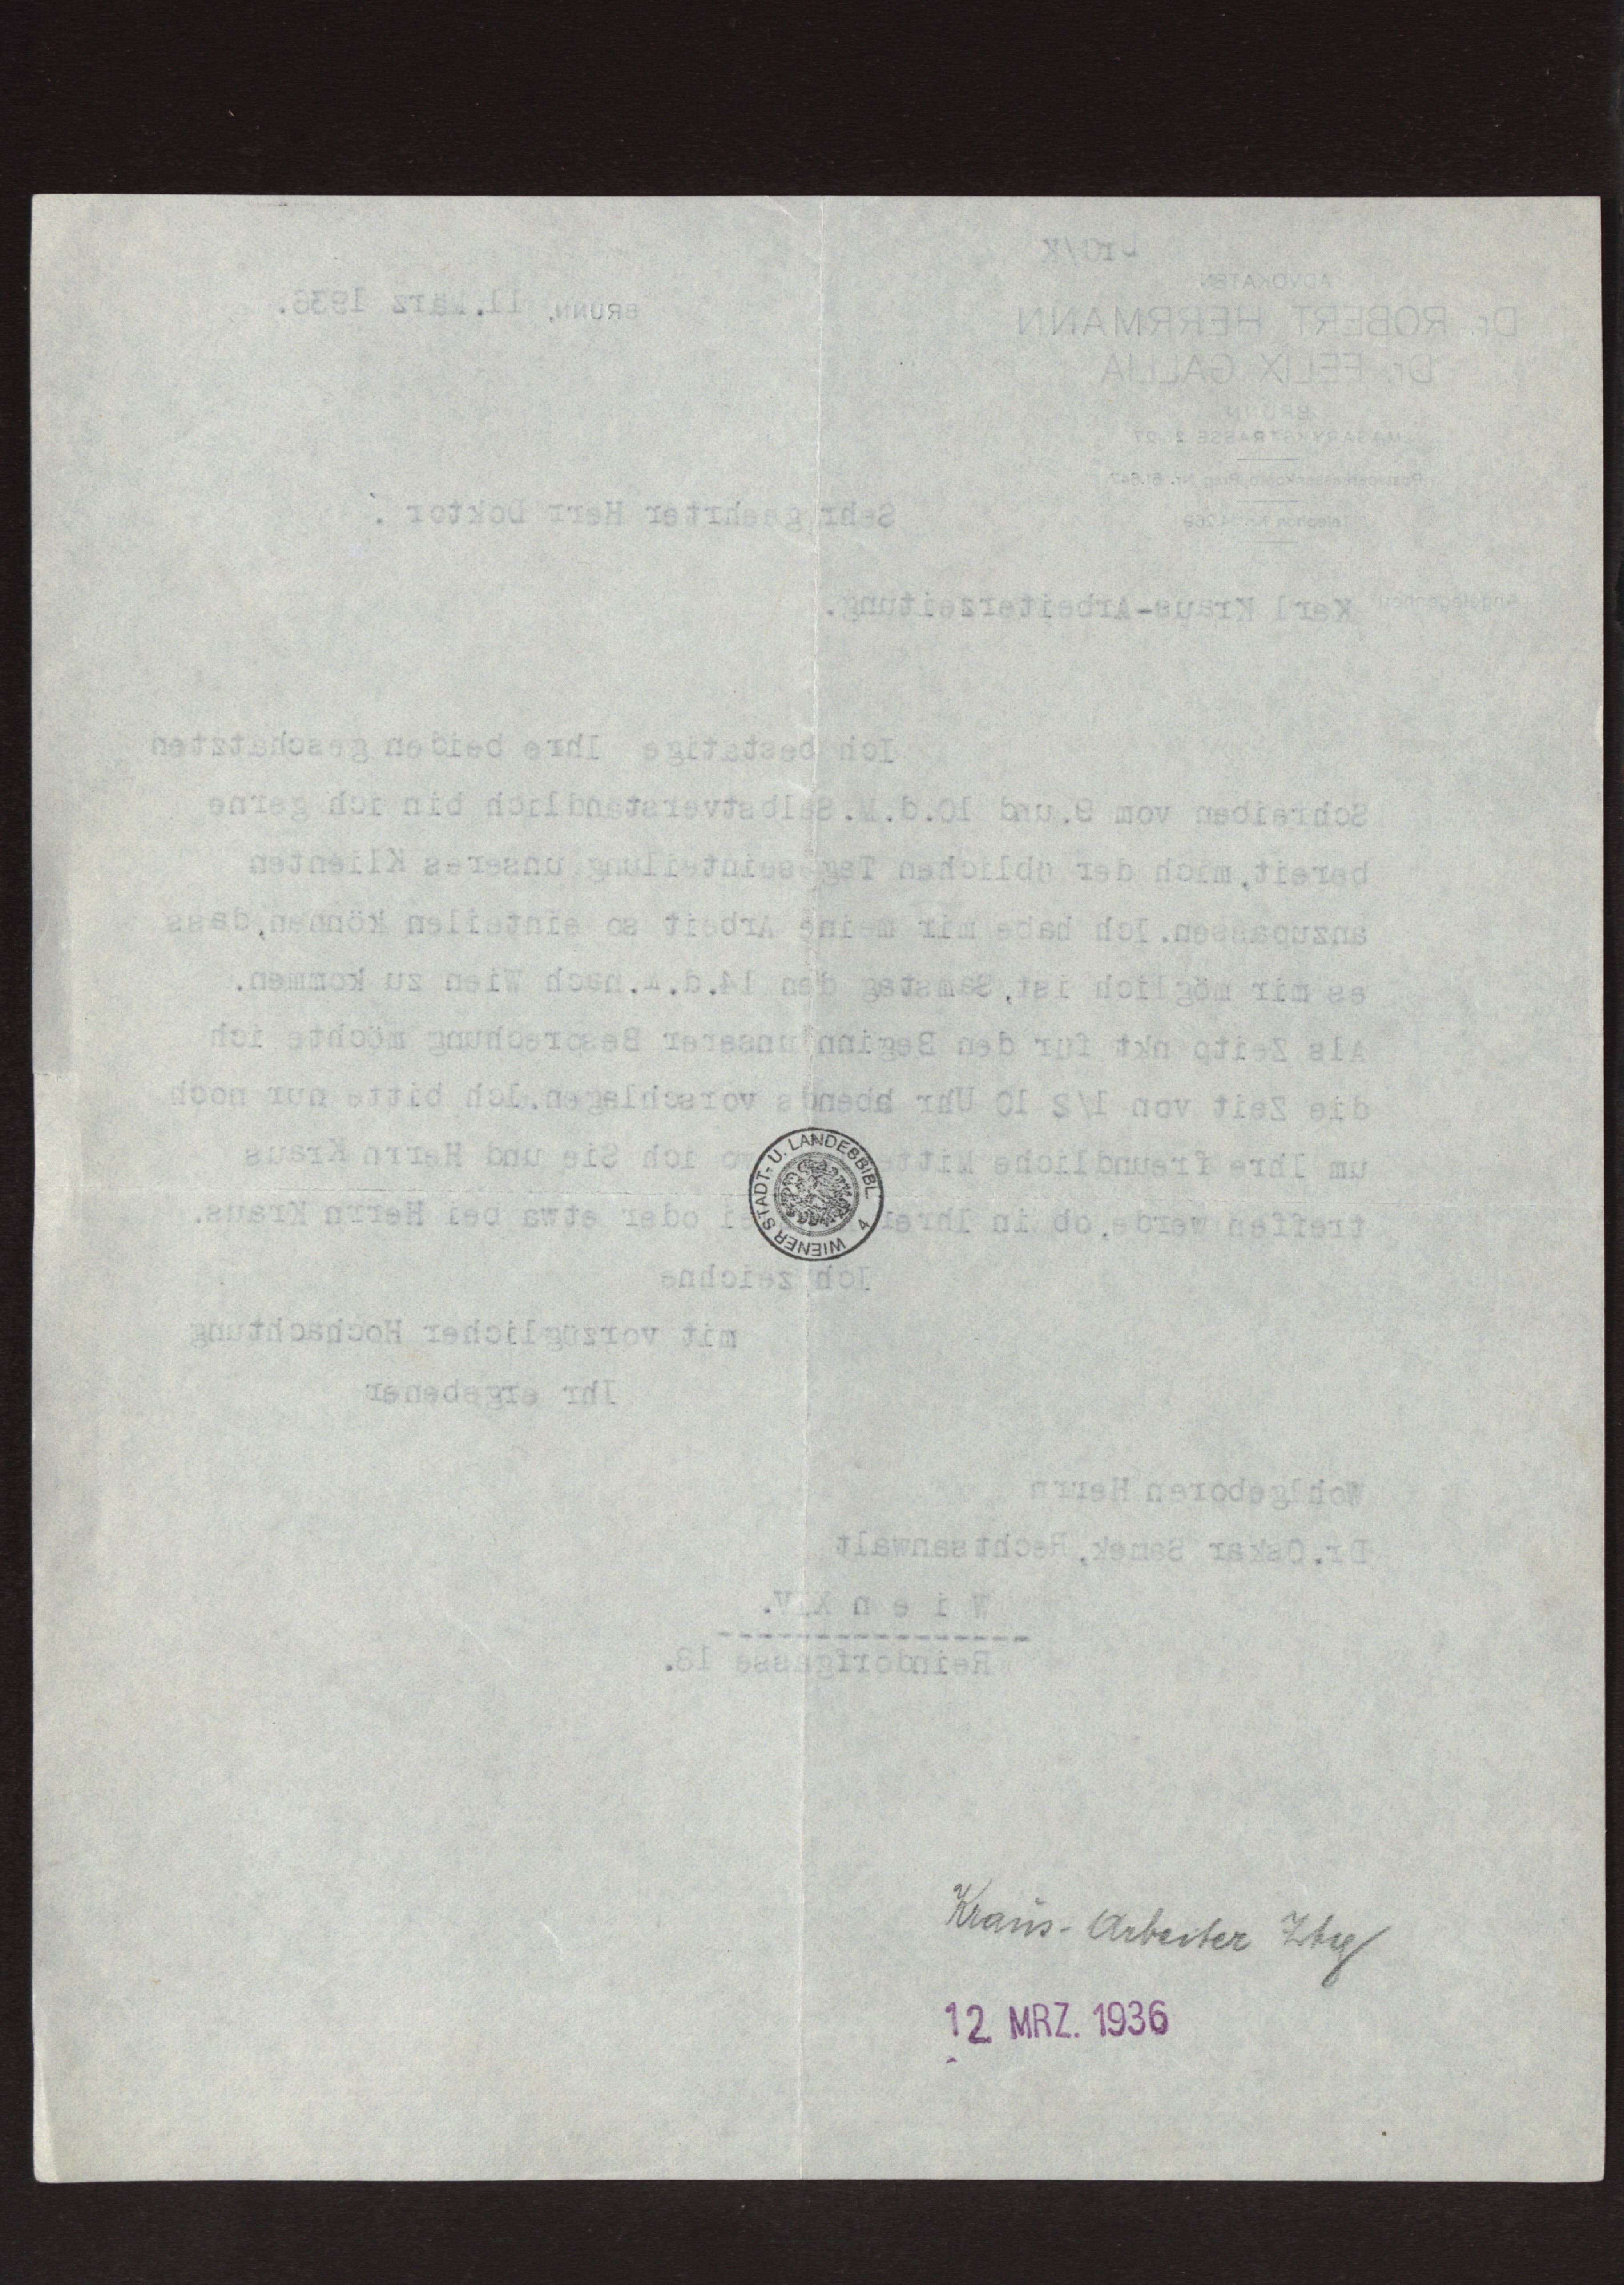 ADVOKATEN
Dr. ROBERT HERRMANN
Dr. FELIX GALLIA
BRÜNN
MASARYKSTRASSE
BRÜNN, 11.März 1936.
Sehr geehrter Herr Doktor
Angelegenheit Karl Kraus-Arbeiterzeitung.
Ich bestätige Ihre beiden geschätzten
Schreiben vom 9.und 10.d.M.Selbstverständlich bin ich gerne
bereit,mich der üblichen Tageseinteilung unseres Klienten
anzupassen.Ich habe mir meine Arbeit so einteilen können,dass
es mir möglich ist,Samstag den 14.d.M.nach Wien zu kommen.
Als Zeitp nkt für den Beginn unserer Besprechung möchte ich
die Zeit von 1/2 10 Uhr abends vorschlagen.Ich bitte nur noch
um Ihre freundliche wo ich Sie und Herrn Kraus
treffen werde,ob in oder etwa bei Herrn Kraus.
Ich zeichne
mit vorzüglicher Hochachtung
Ihr ergebener
Wohlgeboren Herrn
Dr.Oskar Samek,Rechtsanwalt
W i e n XIV.
Reindorfgasse 18.
WIENER STADT- U. LANDESBIBL. 4
Kraus - Arbeiter Ztg
12. MRZ. 1936